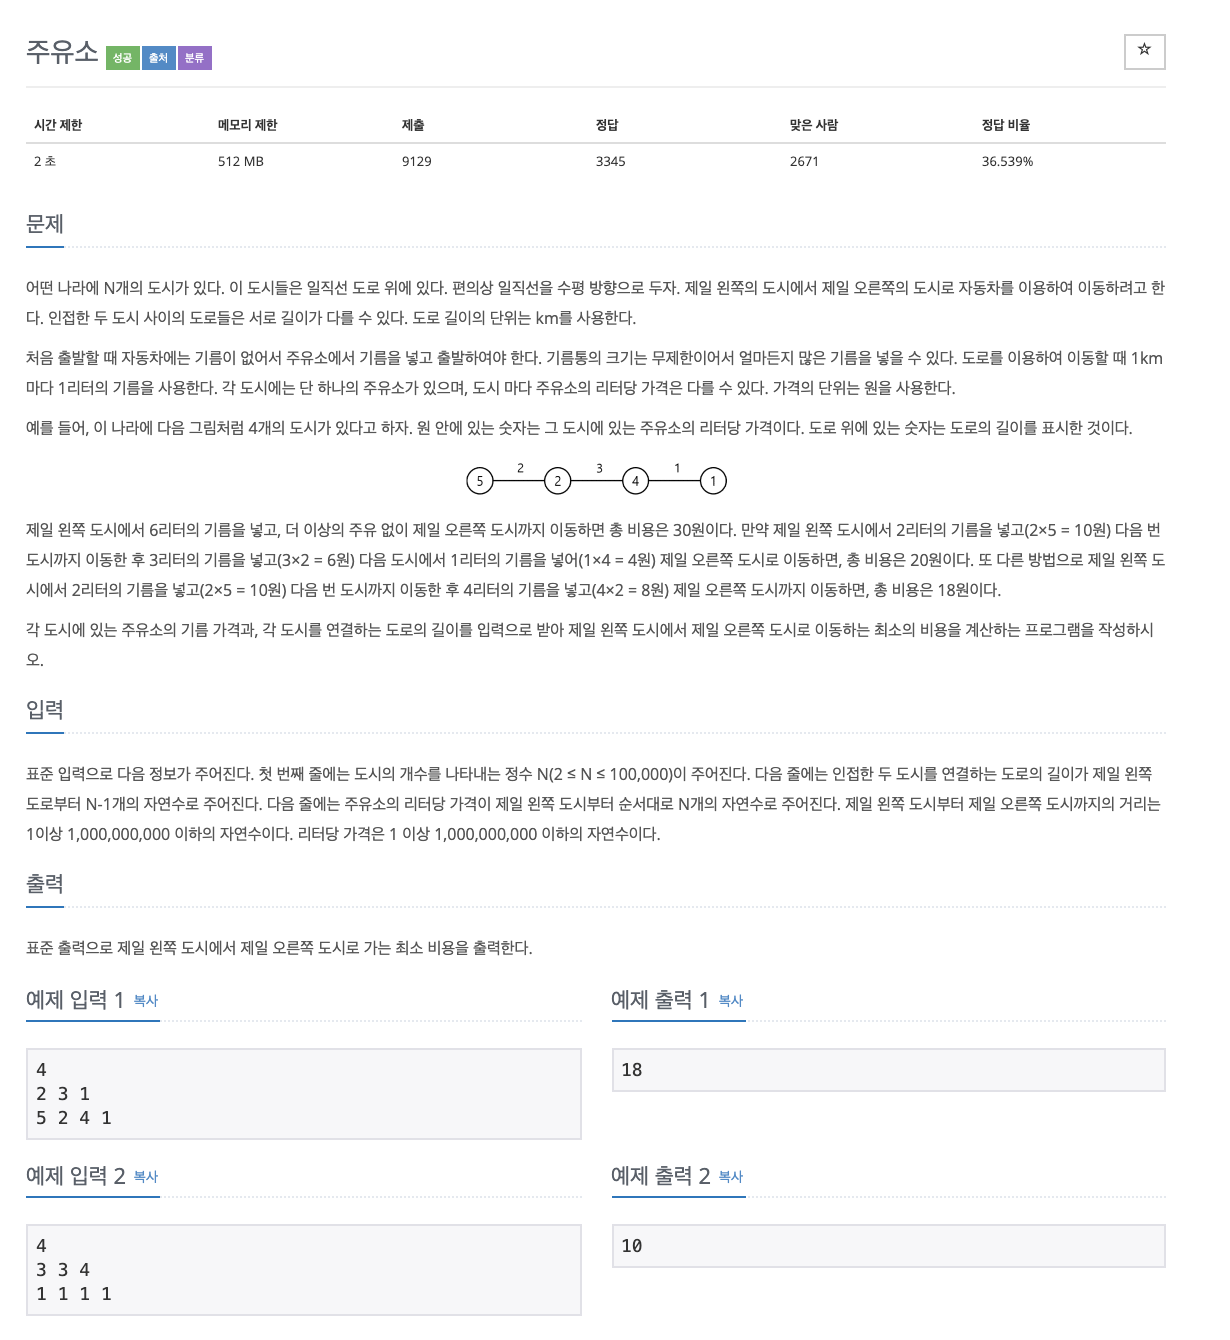 주유소 성공 출처 분류
☆
시간 제한 메모리 제한 제출 정답 맞은 사람 정답 비율
2 초 512 MB 9129 3345 2671 36.539%
문제
어떤 나라에 N개의 도시가 있다. 이 도시들은 일직선 도로 위에 있다. 편의상 일직선을 수평 방향으로 두자. 제일 왼쪽의 도시에서 제일 오른쪽의 도시로 자동차를 이용하여 이동하려고 한
다. 인접한 두 도시 사이의 도로들은 서로 길이가 다를 수 있다. 도로 길이의 단위는 km를 사용한다.
처음 출발할 때 자동차에는 기름이 없어서 주유소에서 기름을 넣고 출발하여야 한다. 기름통의 크기는 무제한이어서 얼마든지 많은 기름을 넣을 수 있다. 도로를 이용하여 이동할 때 1km
마다 1리터의 기름을 사용한다. 각 도시에는 단 하나의 주유소가 있으며, 도시 마다 주유소의 리터당 가격은 다를 수 있다. 가격의 단위는 원을 사용한다.
예를 들어, 이 나라에 다음 그림처럼 4개의 도시가 있다고 하자. 원 안에 있는 숫자는 그 도시에 있는 주유소의 리터당 가격이다. 도로 위에 있는 숫자는 도로의 길이를 표시한 것이다.
2 3 1
5 2 4 1
제일 왼쪽 도시에서 6리터의 기름을 넣고, 더 이상의 주유 없이 제일 오른쪽 도시까지 이동하면 총 비용은 30원이다. 만약 제일 왼쪽 도시에서 2리터의 기름을 넣고(2×5 = 10원) 다음 번
도시까지 이동한 후 3리터의 기름을 넣고(3×2 = 6원) 다음 도시에서 1리터의 기름을 넣어(1×4 = 4원) 제일 오른쪽 도시로 이동하면, 총 비용은 20원이다. 또 다른 방법으로 제일 왼쪽 도
시에서 2리터의 기름을 넣고(2×5 = 10원) 다음 번 도시까지 이동한 후 4리터의 기름을 넣고(4×2 = 8원) 제일 오른쪽 도시까지 이동하면, 총 비용은 18원이다.
각 도시에 있는 주유소의 기름 가격과, 각 도시를 연결하는 도로의 길이를 입력으로 받아 제일 왼쪽 도시에서 제일 오른쪽 도시로 이동하는 최소의 비용을 계산하는 프로그램을 작성하시
오.
입력
표준 입력으로 다음 정보가 주어진다. 첫 번째 줄에는 도시의 개수를 나타내는 정수 N(2 ≤ N ≤ 100,000)이 주어진다. 다음 줄에는 인접한 두 도시를 연결하는 도로의 길이가 제일 왼쪽
도로부터 N-1개의 자연수로 주어진다. 다음 줄에는 주유소의 리터당 가격이 제일 왼쪽 도시부터 순서대로 N개의 자연수로 주어진다. 제일 왼쪽 도시부터 제일 오른쪽 도시까지의 거리는
1이상 1,000,000,000 이하의 자연수이다. 리터당 가격은 1 이상 1,000,000,000 이하의 자연수이다.
출력
표준 출력으로 제일 왼쪽 도시에서 제일 오른쪽 도시로 가는 최소 비용을 출력한다.
예제 입력 1 복사
4
2 3 1
5 2 4 1
예제 출력 1 복사
18
예제 입력 2 복사
4
3 3 4
1 1 1 1
예제 출력 2 복사
10